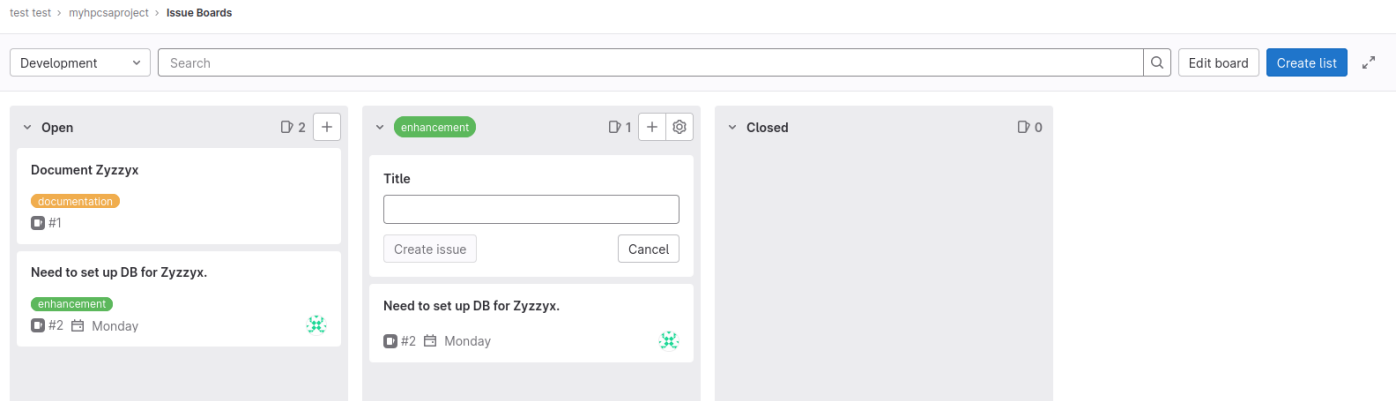 test test > myhpcsaproject > Issue Boards
Development
Search
Edit board
Create list
Open
2
Document Zyzzyx
documentation
#1
Need to set up DB for Zyzzyx.
enhancement
#2 Monday
enhancement
1
Title
Create issue
Cancel
Need to set up DB for Zyzzyx.
#2 Monday
Closed
0